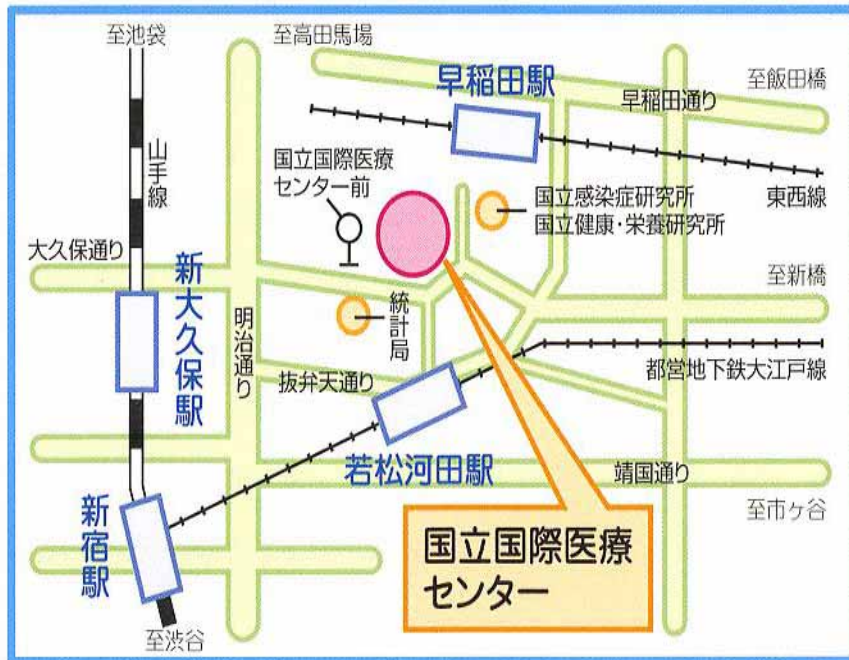 至池袋
至高田馬場
早稲田駅
至飯田橋
早稲田通り
山手線
国立国際医療
センター前
国立感染症研究所
国立健康・栄養研究所
東西線
大久保通り
新大久保駅
明治通り
統計局
至新橋
抜弁天通り
都営地下鉄大江戸線
若松河田駅
靖国通り
至市ヶ谷
新宿駅
国立国際医療
センター
至渋谷